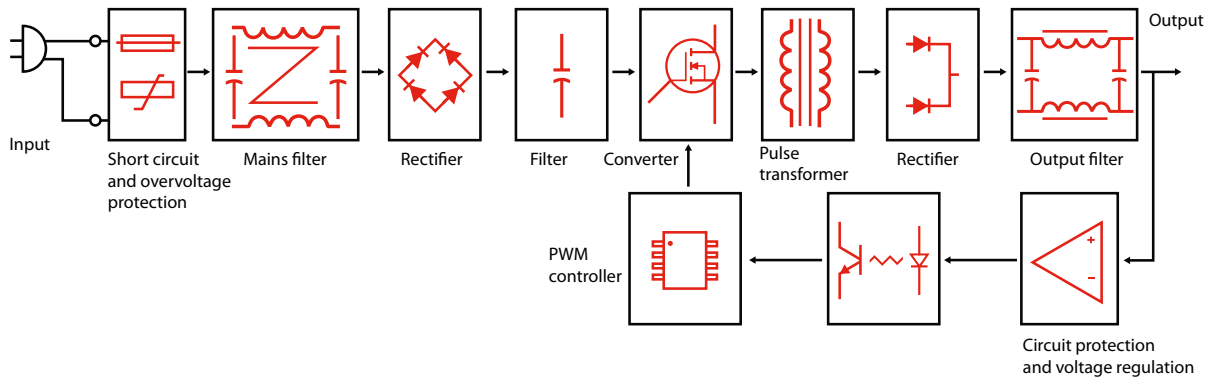 Output
Input
Short circuit
and overvoltage
protection
Mains filter
Rectifier
Filter
Converter
Pulse
transformer
Rectifier
Output filter
PWM
controller
+
−
Circuit protection
and voltage regulation